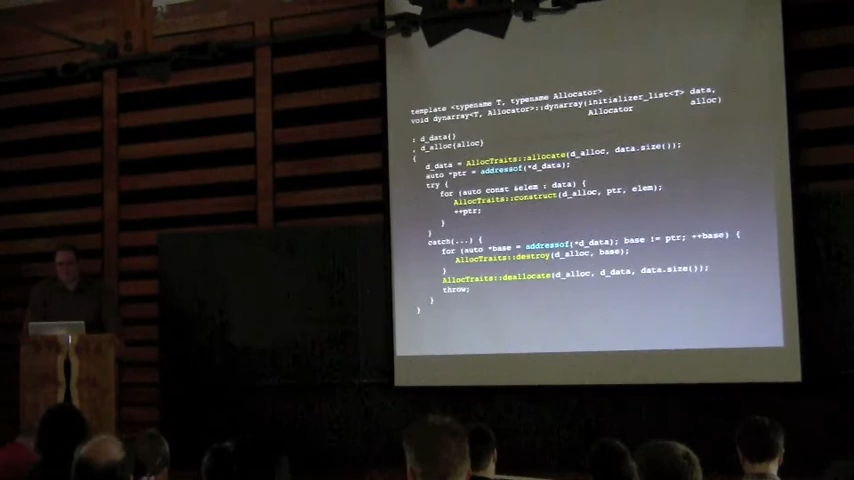 template <typename T, typename Allocator>
void dynarray<T, Allocator>::dynarray(initializer_list<T> data,
Allocator alloc)
: d_data{}
, d_alloc(alloc)
{
d_data = AllocTraits::allocate(d_alloc, data.size());
auto *ptr = addressof(*d_data);
try {
for (auto const &elem : data) {
AllocTraits::construct(d_alloc, ptr, elem);
++ptr;
}
}
catch(...) {
for (auto *base = addressof(*d_data); base != ptr; ++base) {
AllocTraits::destroy(d_alloc, base);
}
AllocTraits::deallocate(d_alloc, d_data, data.size());
throw;
}
}